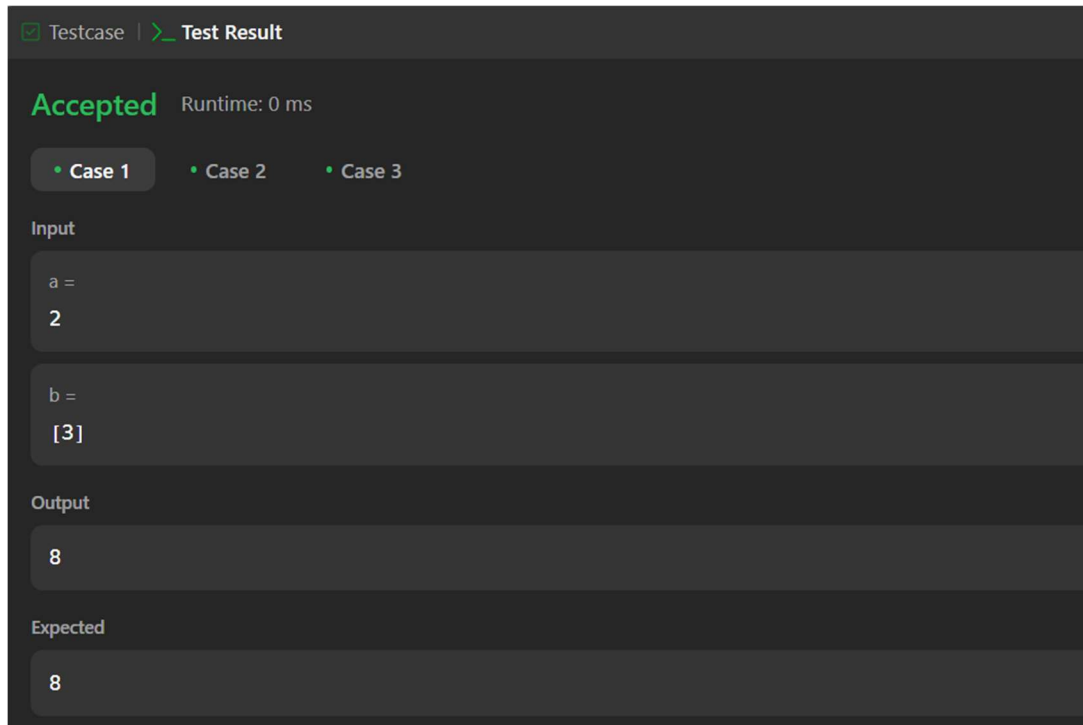 Testcase | >_ Test Result
Accepted Runtime: 0 ms
• Case 1 • Case 2 • Case 3
Input
a =
2
b =
[3]
Output
8
Expected
8